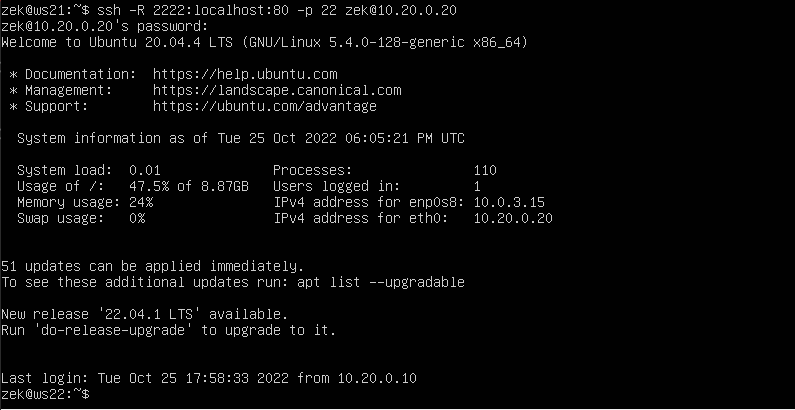 zek@ws21:~$ ssh -R 2222:localhost:80 -p 22 zek@10.20.0.20
zek@10.20.0.20's password:
Welcome to Ubuntu 20.04.4 LTS (GNU/Linux 5.4.0-128-generic x86_64)

 * Documentation:  https://help.ubuntu.com
 * Management:     https://landscape.canonical.com
 * Support:        https://ubuntu.com/advantage

  System information as of Tue 25 Oct 2022 06:05:21 PM UTC

  System load:  0.01              Processes:               110
  Usage of /:   47.5% of 8.87GB   Users logged in:         1
  Memory usage: 24%               IPv4 address for enp0s8: 10.0.3.15
  Swap usage:   0%                IPv4 address for eth0:   10.20.0.20


51 updates can be applied immediately.
To see these additional updates run: apt list --upgradable

New release '22.04.1 LTS' available.
Run 'do-release-upgrade' to upgrade to it.


Last login: Tue Oct 25 17:58:33 2022 from 10.20.0.10
zek@ws22:~$